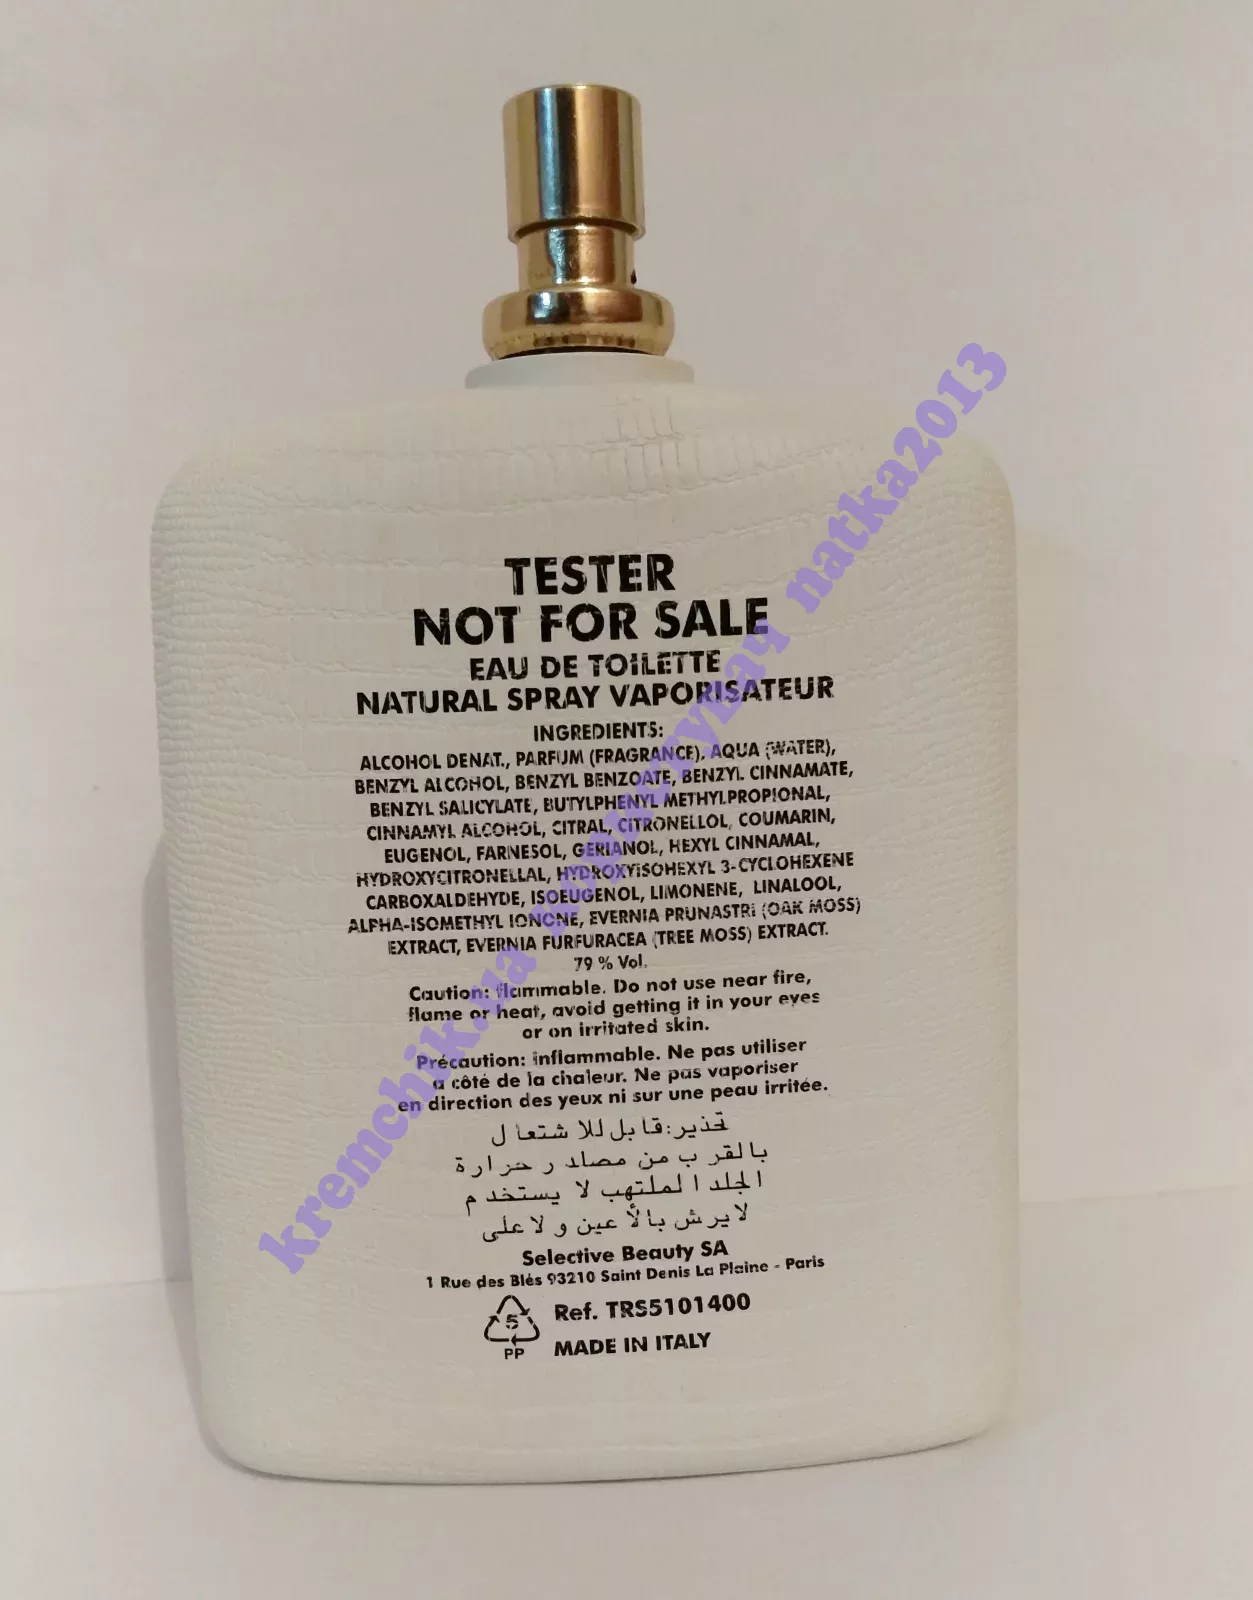 TESTER
NOT FOR SALE
EAU DE TOILETTE
NATURAL SPRAY VAPORISATEUR
INGREDIENTS:
ALCOHOL DENAT., PARFUM (FRAGRANCE), AQUA (WATER),
BENZYL ALCOHOL, BENZYL BENZOATE, BENZYL CINNAMATE,
BENZYL SALICYLATE, BUTYLPHENYL METHYLPROPIONAL,
CINNAMYL ALCOHOL, CITRAL, CITRONELLOL, COUMARIN,
EUGENOL, FARNESOL, GERIANOL, HEXYL CINNAMAL,
HYDROXYCITRONELLAL, HYDROXYISOHEXYL 3-CYCLOHEXENE
CARBOXALDEHYDE, ISOEUGENOL, LIMONENE, LINALOOL,
ALPHA-ISOMETHYL IONONE, EVERNIA PRUNASTRI (OAK MOSS)
EXTRACT, EVERNIA FURFURACEA (TREE MOSS) EXTRACT.
79 % Vol.
Caution: flammable. Do not use near fire,
flame or heat, avoid getting it in your eyes
or on irritated skin.
Précaution: inflammable. Ne pas utiliser
a côté de la chaleur. Ne pas vaporiser
en direction des yeux ni sur une peau irritée.
تحذير: قابل للاشتعال
بالقرب من مصادر حرارة
الجلد الملتهب لا يستخدم
لايرش بالأعين ولاعلى
Selective Beauty SA
1 Rue des Blés 93210 Saint Denis La Plaine - Paris
5
PP
Ref. TRS5101400
MADE IN ITALY
kremchik.ua
natka2013